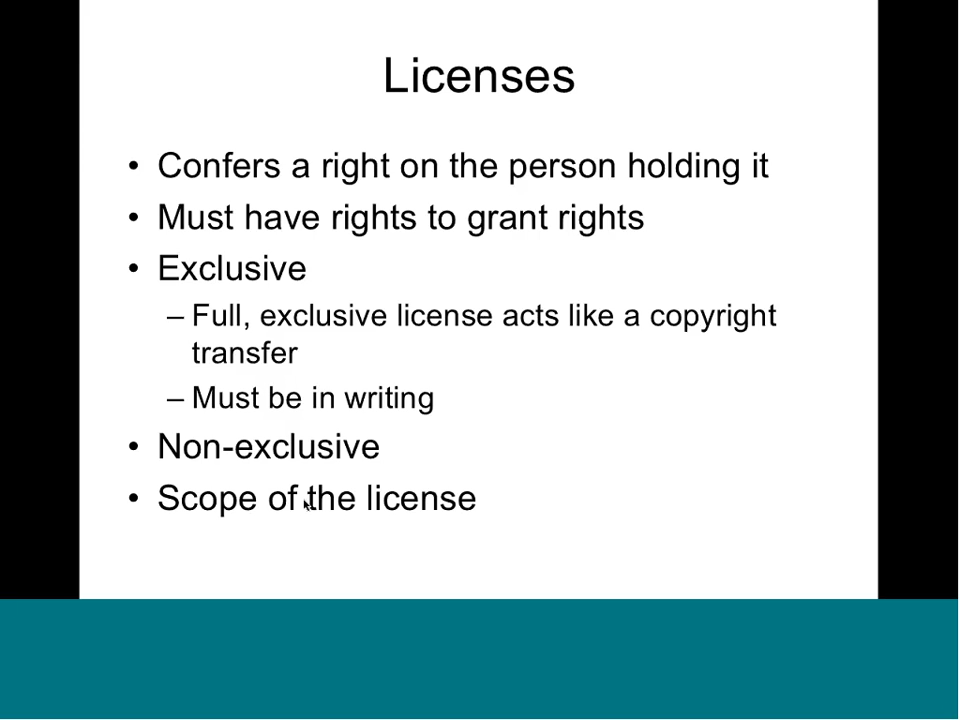 Licenses
• Confers a right on the person holding it
• Must have rights to grant rights
• Exclusive
– Full, exclusive license acts like a copyright
transfer
– Must be in writing
• Non-exclusive
• Scope of the license